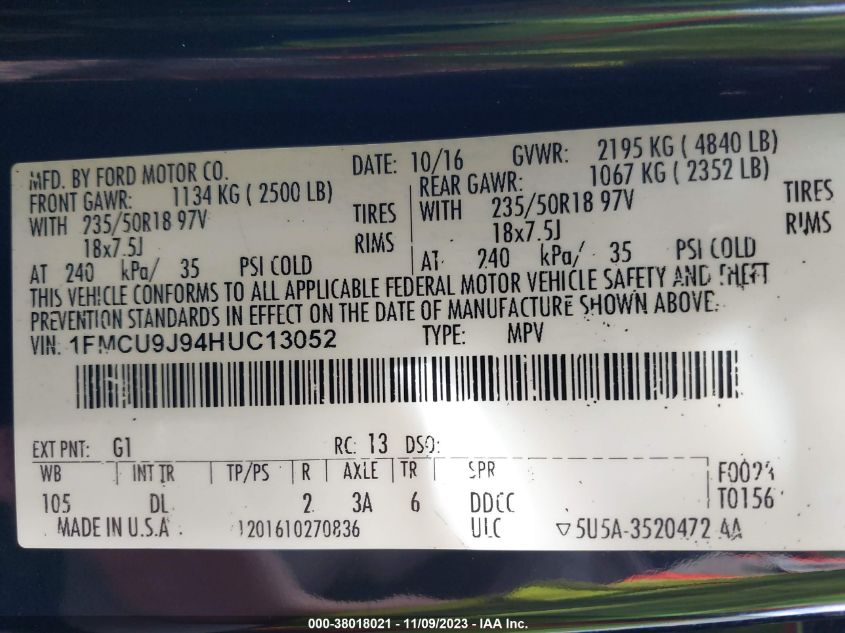 MFD. BY FORD MOTOR CO. DATE: 10/16 GVWR: 2195 KG ( 4840 LB)
FRONT GAWR: 1134 KG ( 2500 LB) REAR GAWR: 1067 KG ( 2352 LB)
WITH 235/50R18 97V TIRES WITH 235/50R18 97V TIRES
18x7.5J RIMS 18x7.5J RIMS
AT 240 kPa/ 35 PSI COLD AT 240 kPa/ 35 PSI COLD
THIS VEHICLE CONFORMS TO ALL APPLICABLE FEDERAL MOTOR VEHICLE SAFETY AND THEFT
PREVENTION STANDARDS IN EFFECT ON THE DATE OF MANUFACTURE SHOWN ABOVE.
VIN: 1FMCU9J94HUC13052 TYPE: MPV
EXT PNT: G1 RC: 13 DSO:
WB INT TR TP/PS R AXLE TR SPR
105 DL 2 3A 6 DDCC
T0156
MADE IN U.S.A 1201610270836 5U5A-3520472 AA
000-38018021 - 11/09/2023 - IAA Inc.